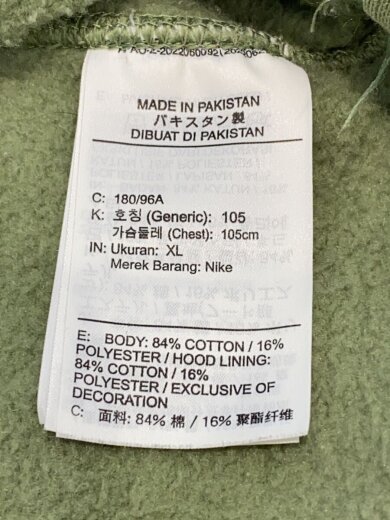 MADE IN PAKISTAN
パキスタン製
DIBUAT DI PAKISTAN
C: 180/96A
K: 호칭 (Generic): 105
가슴둘레 (Chest): 105cm
IN: Ukuran: XL
Merek Barang: Nike
E: BODY: 84% COTTON / 16%
POLYESTER / HOOD LINING:
84% COTTON / 16%
POLYESTER / EXCLUSIVE OF
DECORATION
C: 面料: 84% 棉 / 16% 聚酯纤维